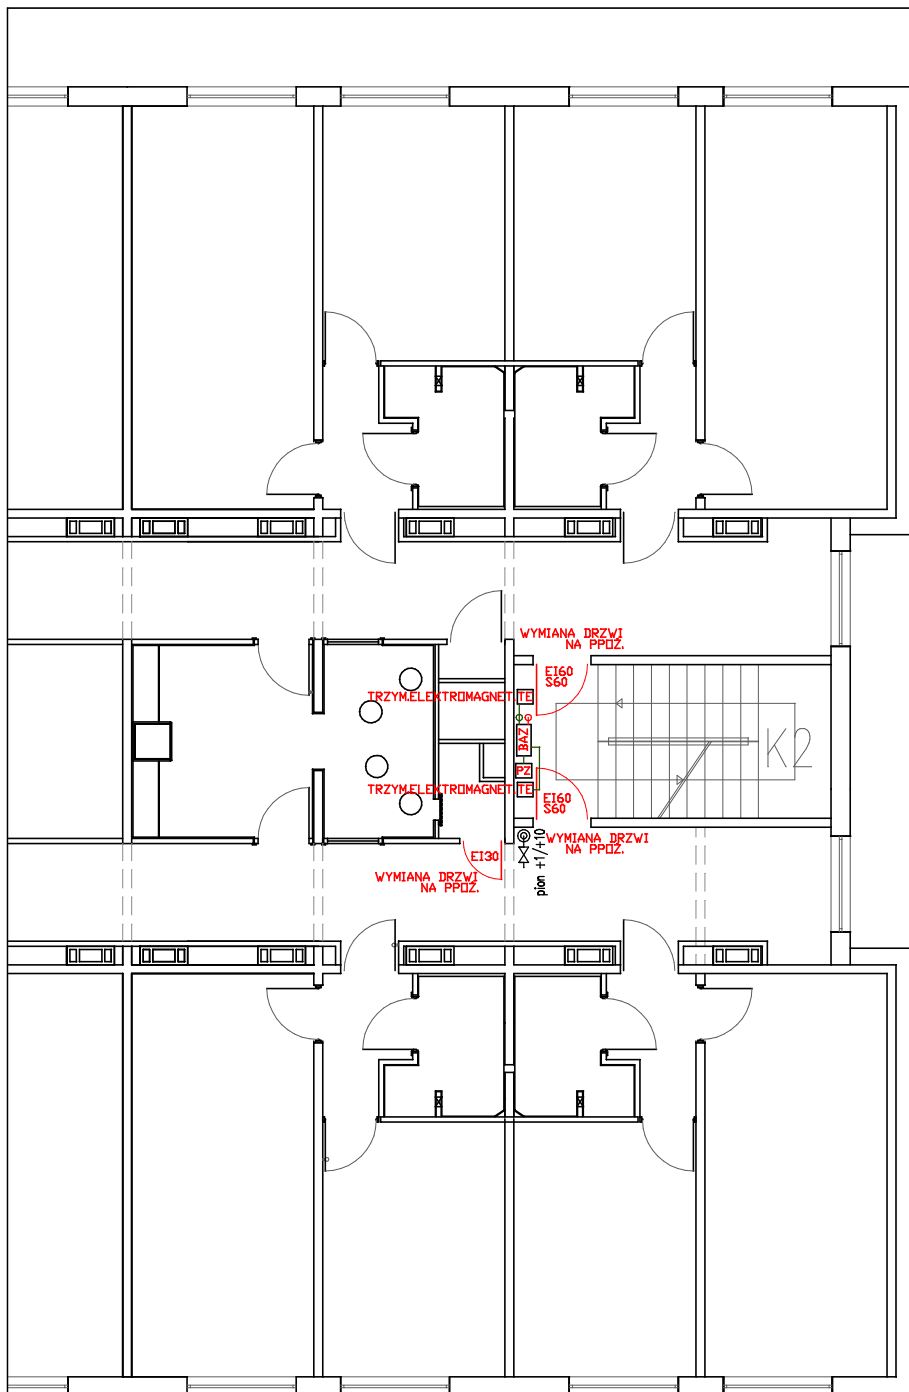 WYMIANA DRZWI
NA PPOŻ.
EI60
S60
TRZYM.ELEKTROMAGNET.TE
BAZ
K2
PZ
TRZYM.ELEKTROMAGNET.TE
EI60
S60
WYMIANA DRZWI
NA PPOŻ.
pion +1/+10
EI30
WYMIANA DRZWI
NA PPOŻ.